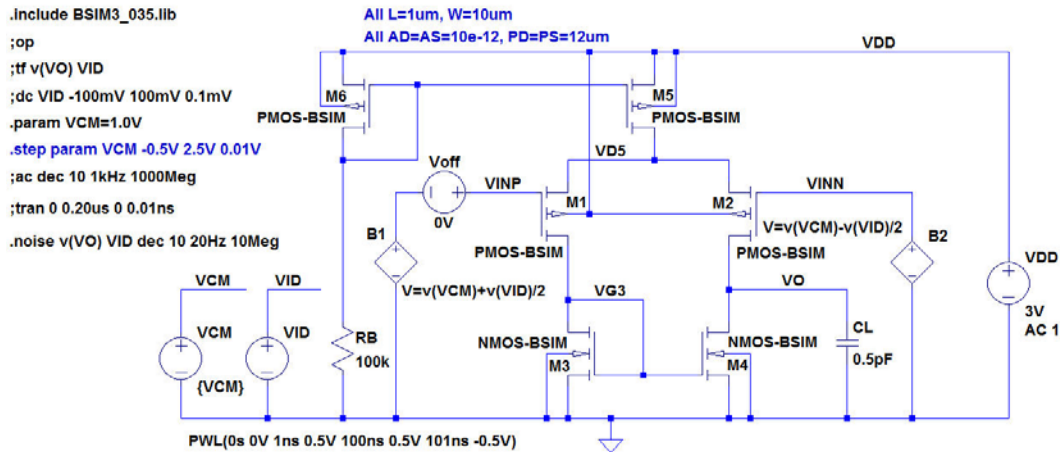 .include BSIM3_035.lib
;op
;tf v(VO) VID
;dc VID -100mV 100mV 0.1mV
.param VCM=1.0V
.step param VCM -0.5V 2.5V 0.01V
;ac dec 10 1kHz 1000Meg
;tran 0 0.20us 0 0.01ns
.noise v(VO) VID dec 10 20Hz 10Meg
All L=1um, W=10um
All AD=AS=10e-12, PD=PS=12um
VDD
M6
PMOS-BSIM
M5
PMOS-BSIM
VD5
Voff
0V
VINP
M1
PMOS-BSIM
M2
PMOS-BSIM
VINN
B1
V=v(VCM)+v(VID)/2
V=v(VCM)-v(VID)/2
B2
VDD
3V
AC 1
VCM
VID
VCM
{VCM}
VID
RB
100k
VG3
VO
NMOS-BSIM
M3
NMOS-BSIM
M4
CL
0.5pF
PWL(0s 0V 1ns 0.5V 100ns 0.5V 101ns -0.5V)